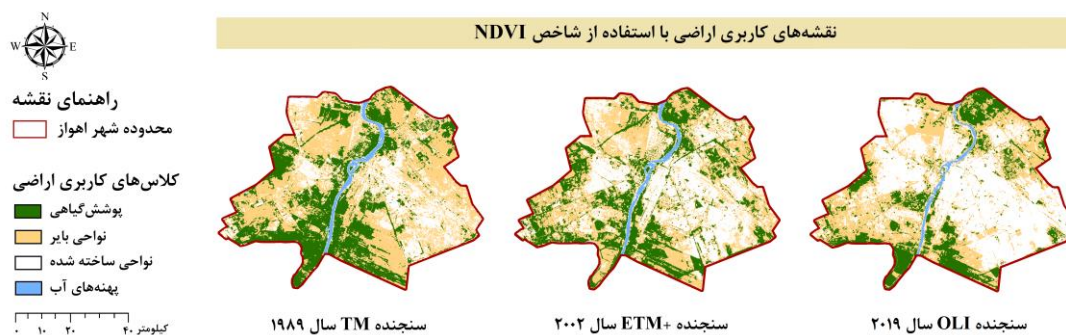 نقشه‌های کاربری اراضی با استفاده از شاخص NDVI
N
W E
S
راهنمای نقشه
محدوده شهر اهواز
کلاس‌های کاربری اراضی
پوشش‌گیاهی
نواحی بایر
نواحی ساخته شده
پهنه‌های آب
۰ ۱۰ ۲۰ ۴۰ کیلومتر
سنجنده TM سال ۱۹۸۹
سنجنده ETM+ سال ۲۰۰۲
سنجنده OLI سال ۲۰۱۹